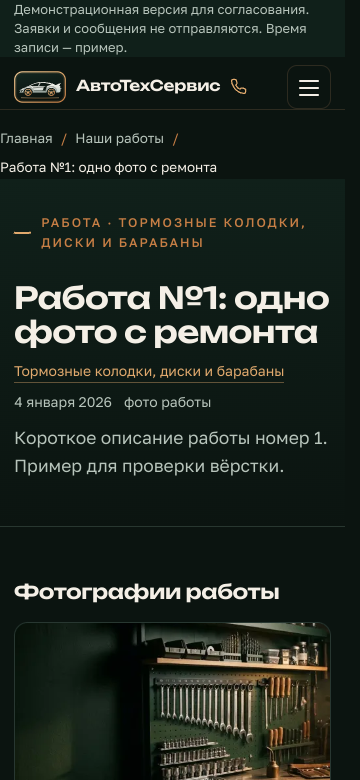 Демонстрационная версия для согласования.
Заявки и сообщения не отправляются. Время
записи — пример.
АвтоТехСервис
Главная / Наши работы /
Работа №1: одно фото с ремонта
РАБОТА · ТОРМОЗНЫЕ КОЛОДКИ,
ДИСКИ И БАРАБАНЫ
Работа №1: одно
фото с ремонта
Тормозные колодки, диски и барабаны
4 января 2026 фото работы
Короткое описание работы номер 1.
Пример для проверки вёрстки.
Фотографии работы